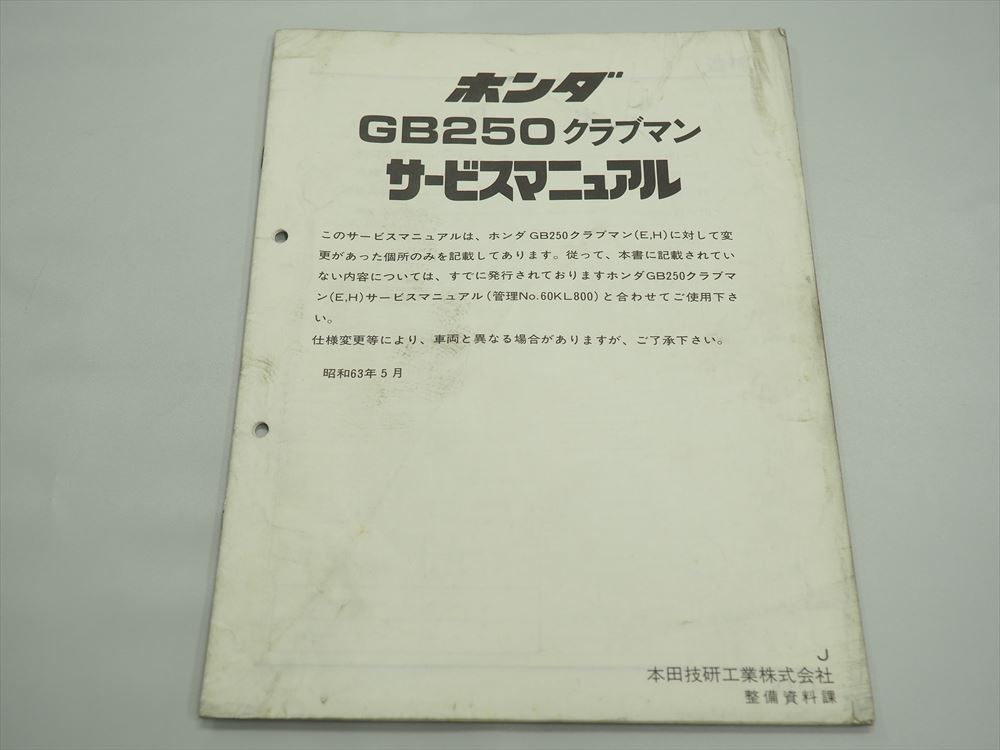 ホンダ
GB250クラブマン
サービスマニュアル
このサービスマニュアルは、ホンダGB250クラブマン(E,H)に対して変
更があった個所のみを記載してあります。従って、本書に記載されてい
ない内容については、すでに発行されておりますホンダGB250クラブマ
ン(E,H)サービスマニュアル(管理No.60KL800)と合わせてご使用下さ
い。
仕様変更等により、車両と異なる場合がありますが、ご了承下さい。
昭和63年5月
J
本田技研工業株式会社
整備資料課